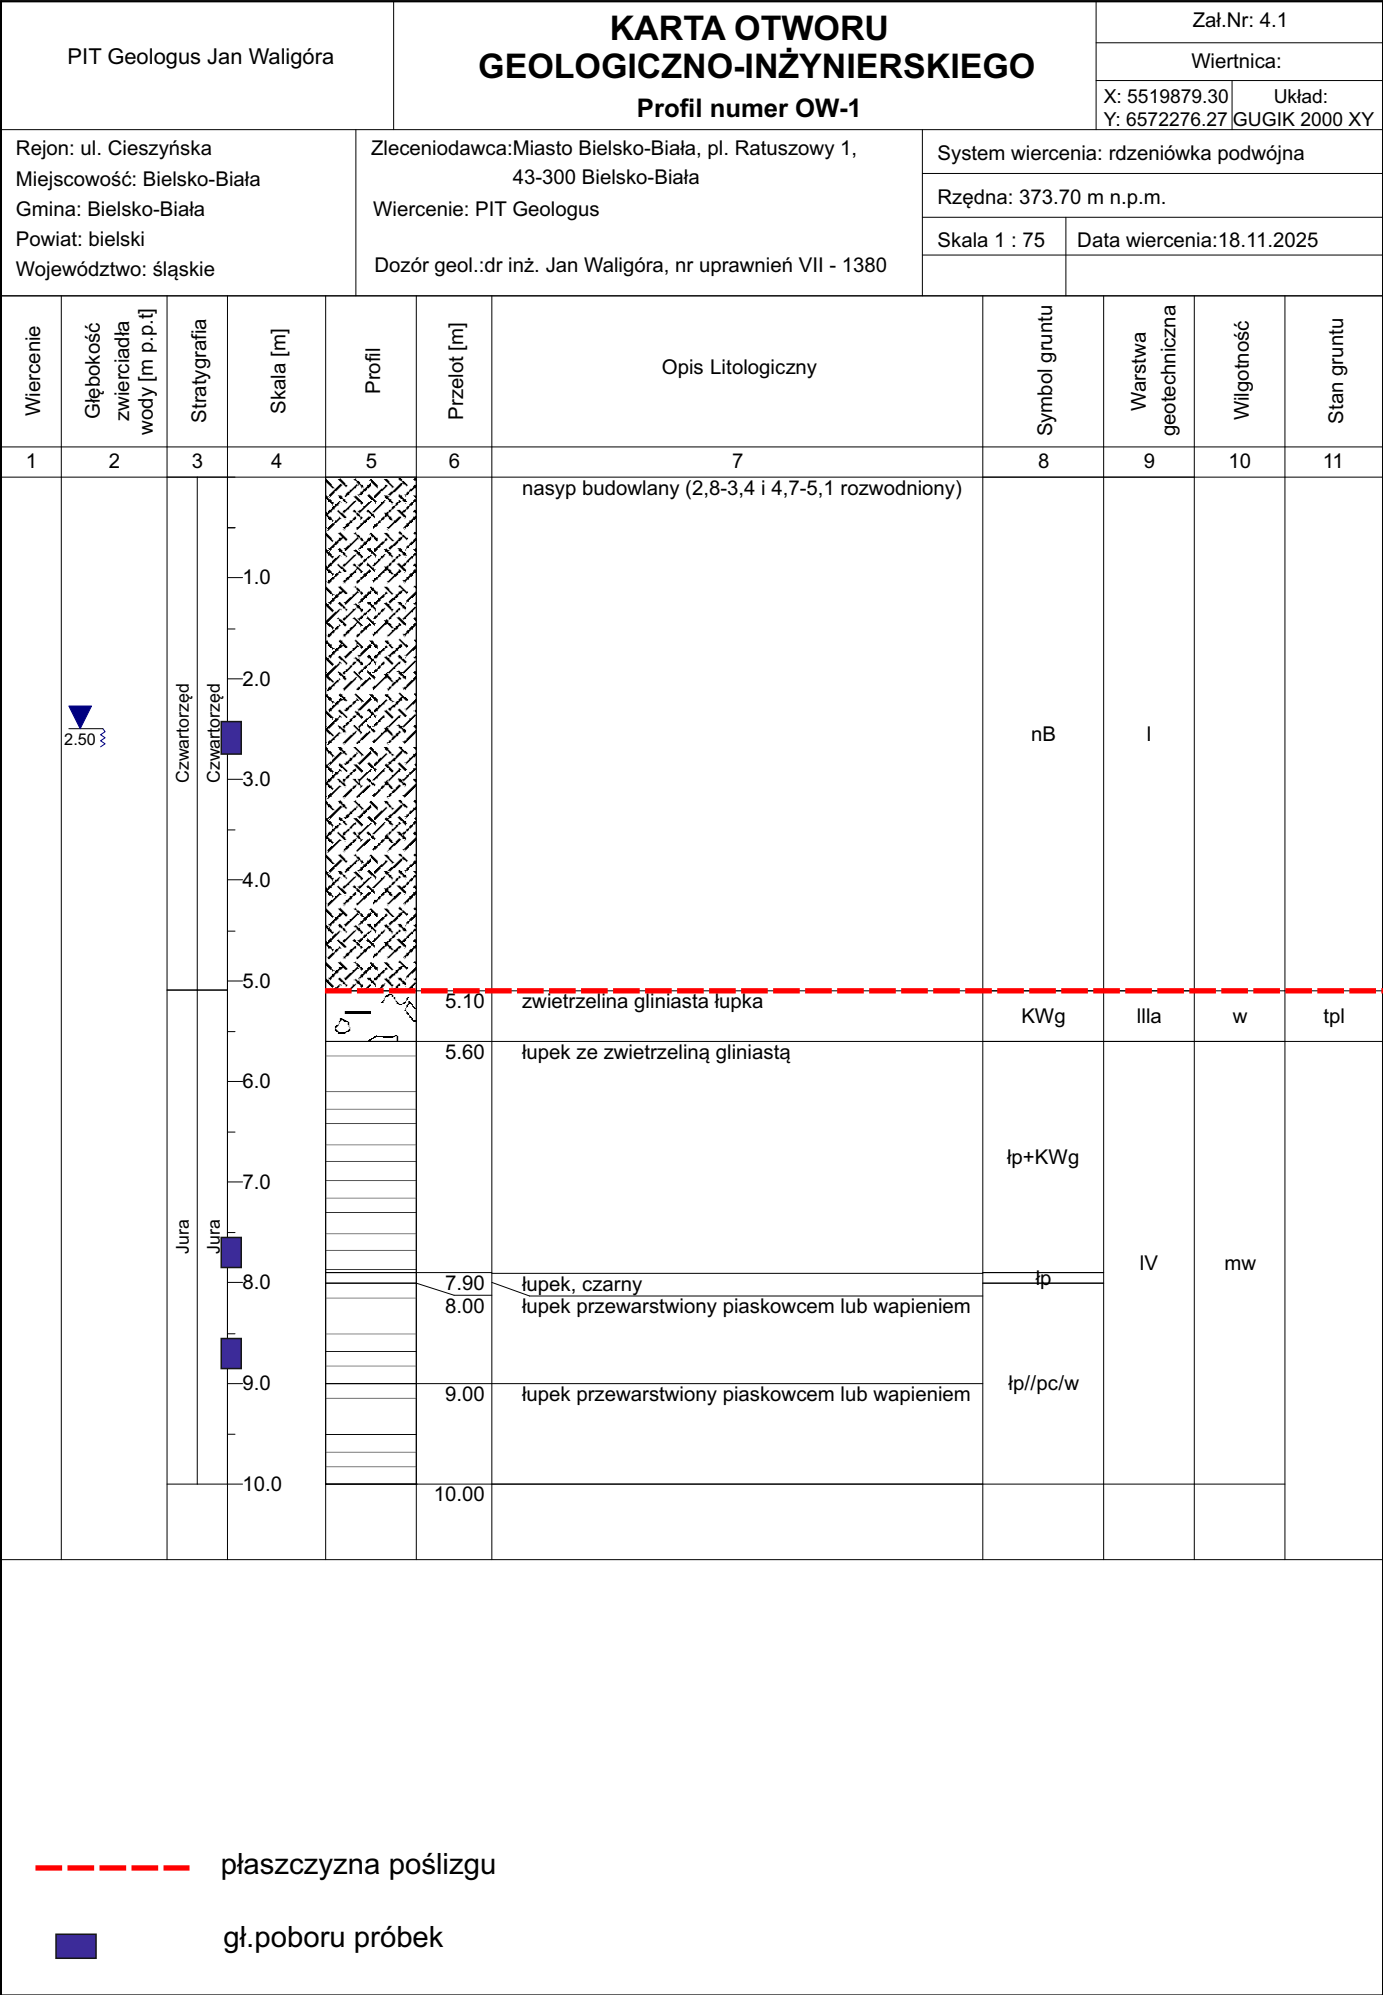 PIT Geologus Jan Waligóra
KARTA OTWORU
GEOLOGICZNO-INŻYNIERSKIEGO
Profil numer OW-1
Zał.Nr: 4.1
Wiertnica:
X: 5519879.30
Y: 6572276.27
Układ:
GUGIK 2000 XY
Rejon: ul. Cieszyńska
Miejscowość: Bielsko-Biała
Gmina: Bielsko-Biała
Powiat: bielski
Województwo: śląskie
Zleceniodawca:Miasto Bielsko-Biała, pl. Ratuszowy 1,
43-300 Bielsko-Biała
Wiercenie: PIT Geologus
Dozór geol.:dr inż. Jan Waligóra, nr uprawnień VII - 1380
System wiercenia: rdzeniówka podwójna
Rzędna: 373.70 m n.p.m.
Skala 1 : 75
Data wiercenia:18.11.2025
Wiercenie
Głębokość
zwierciadła
wody [m p.p.t]
Stratygrafia
Skala [m]
Profil
Przelot [m]
Opis Litologiczny
Symbol gruntu
Warstwa
geotechniczna
Wilgotność
Stan gruntu
1 2 3 4 5 6 7 8 9 10 11
nasyp budowlany (2,8-3,4 i 4,7-5,1 rozwodniony)
1.0
2.0
2.50
Czwartorzęd
Czwartorzęd
nB
I
3.0
4.0
5.0
5.10
zwietrzelina gliniasta łupka
KWg
IIIa
w
tpl
5.60
łupek ze zwietrzeliną gliniastą
6.0
łp+KWg
7.0
Jura
Jura
IV
mw
8.0
7.90
łupek, czarny
łp
8.00
łupek przewarstwiony piaskowcem lub wapieniem
9.0
łp//pc/w
9.00
łupek przewarstwiony piaskowcem lub wapieniem
10.0
10.00
płaszczyzna poślizgu
gł.poboru próbek